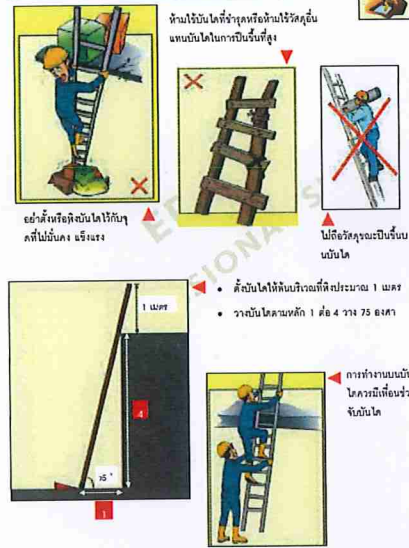 ห้ามใช้บันไดที่ชำรุดหรือห้ามใช้วัสดุอื่น
แทนบันไดในการปีนขึ้นที่สูง
อย่าตั้งหรือพิงบันไดไว้กับจุ
ดที่ไม่มั่นคง แข็งแรง
ไม่ถือวัสดุขณะปีนขึ้นบ
นบันได
1 เมตร
• ตั้งบันไดให้พ้นบริเวณที่พิงประมาณ 1 เมตร
• วางบันไดตามหลัก 1 ต่อ 4 วาง 75 องศา
4
75 °
1
การทำงานบนบัน
ไดควรมีเพื่อนช่ว
จับบันได